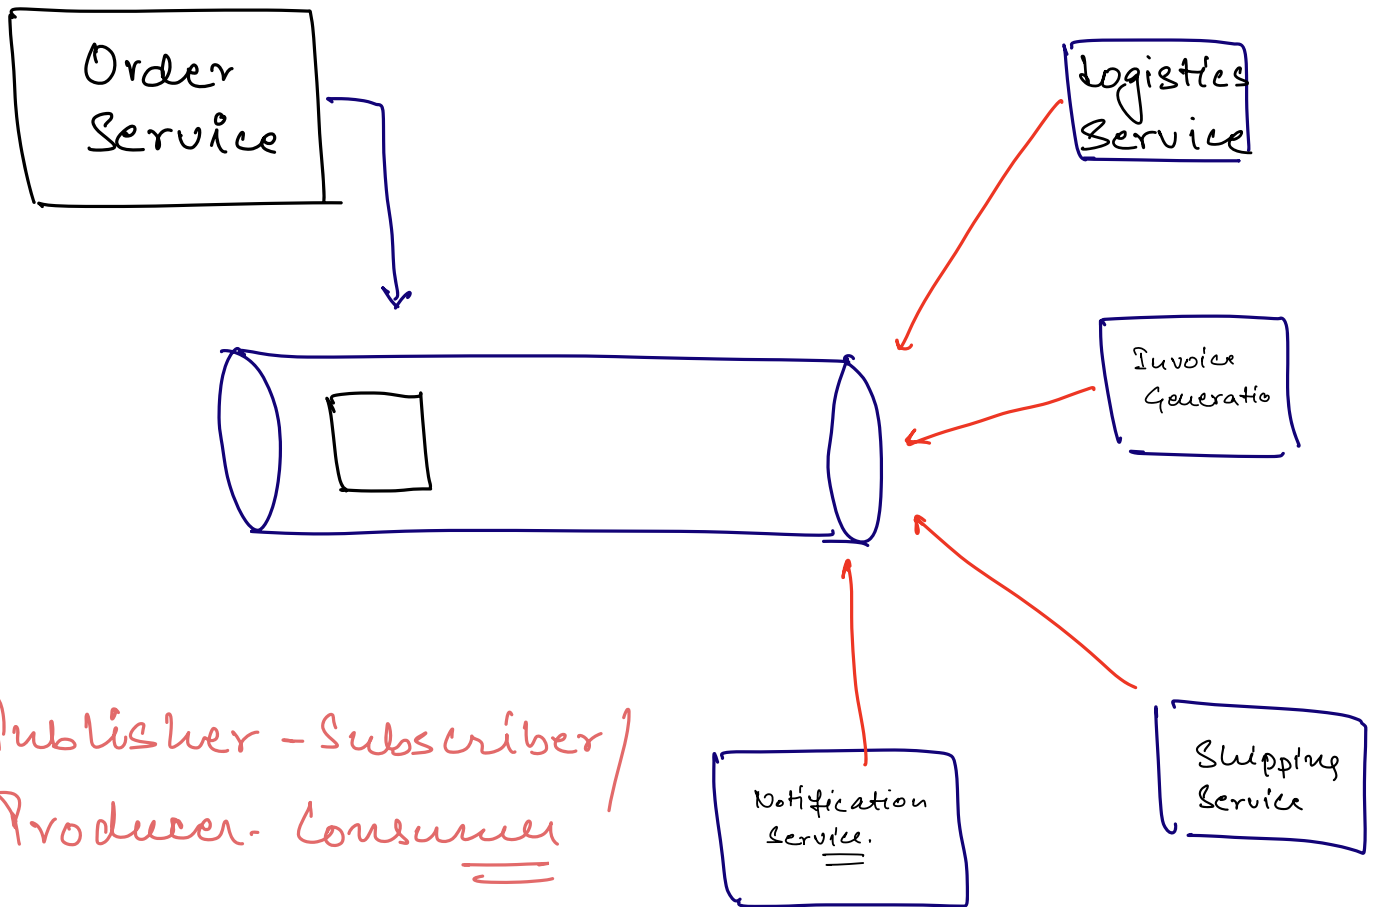 Order
Service
Logistics
Service
Invoice
Generatio
Publisher - Subscriber /
Producer - Consumer
Notification
Service.
Shipping
Service